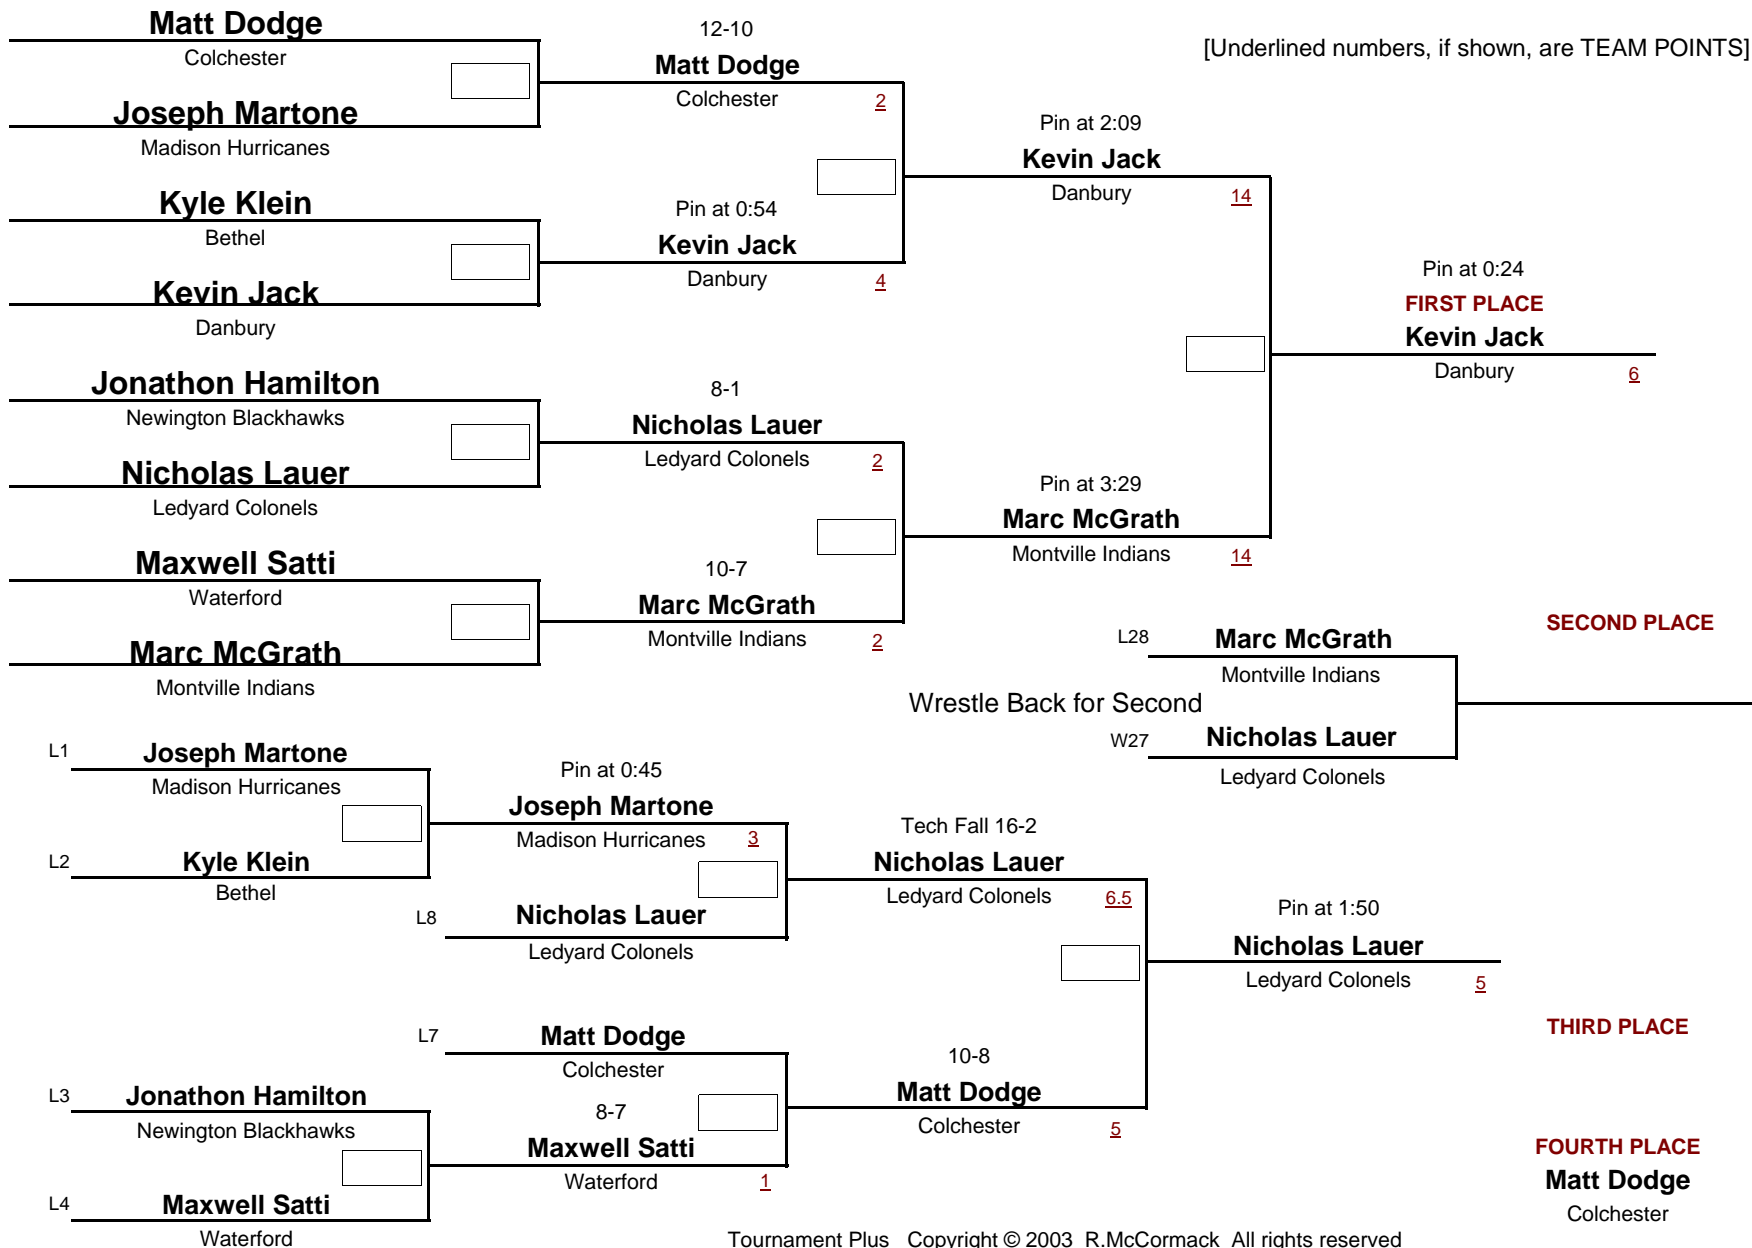 Matt Dodge
Colchester
Joseph Martone
Madison Hurricanes
Kyle Klein
Bethel
Kevin Jack
Danbury
Jonathon Hamilton
Newington Blackhawks
Nicholas Lauer
Ledyard Colonels
Maxwell Satti
Waterford
Marc McGrath
Montville Indians
12-10
Matt Dodge
Colchester 2
Pin at 0:54
Kevin Jack
Danbury 4
8-1
Nicholas Lauer
Ledyard Colonels 2
10-7
Marc McGrath
Montville Indians 2
[Underlined numbers, if shown, are TEAM POINTS]
Pin at 2:09
Kevin Jack
Danbury 14
Pin at 3:29
Marc McGrath
Montville Indians 14
Pin at 0:24
FIRST PLACE
Kevin Jack
Danbury 6
SECOND PLACE
L28 Marc McGrath
Montville Indians
Wrestle Back for Second
W27 Nicholas Lauer
Ledyard Colonels
L1 Joseph Martone
Madison Hurricanes
L2 Kyle Klein
Bethel
Pin at 0:45
Joseph Martone
Madison Hurricanes 3
L8 Nicholas Lauer
Ledyard Colonels
Tech Fall 16-2
Nicholas Lauer
Ledyard Colonels 6.5
Pin at 1:50
Nicholas Lauer
Ledyard Colonels 5
THIRD PLACE
L7 Matt Dodge
Colchester
L3 Jonathon Hamilton
Newington Blackhawks
L4 Maxwell Satti
Waterford
8-7
Maxwell Satti
Waterford 1
10-8
Matt Dodge
Colchester 5
FOURTH PLACE
Matt Dodge
Colchester
Tournament Plus Copyright © 2003 R.McCormack All rights reserved